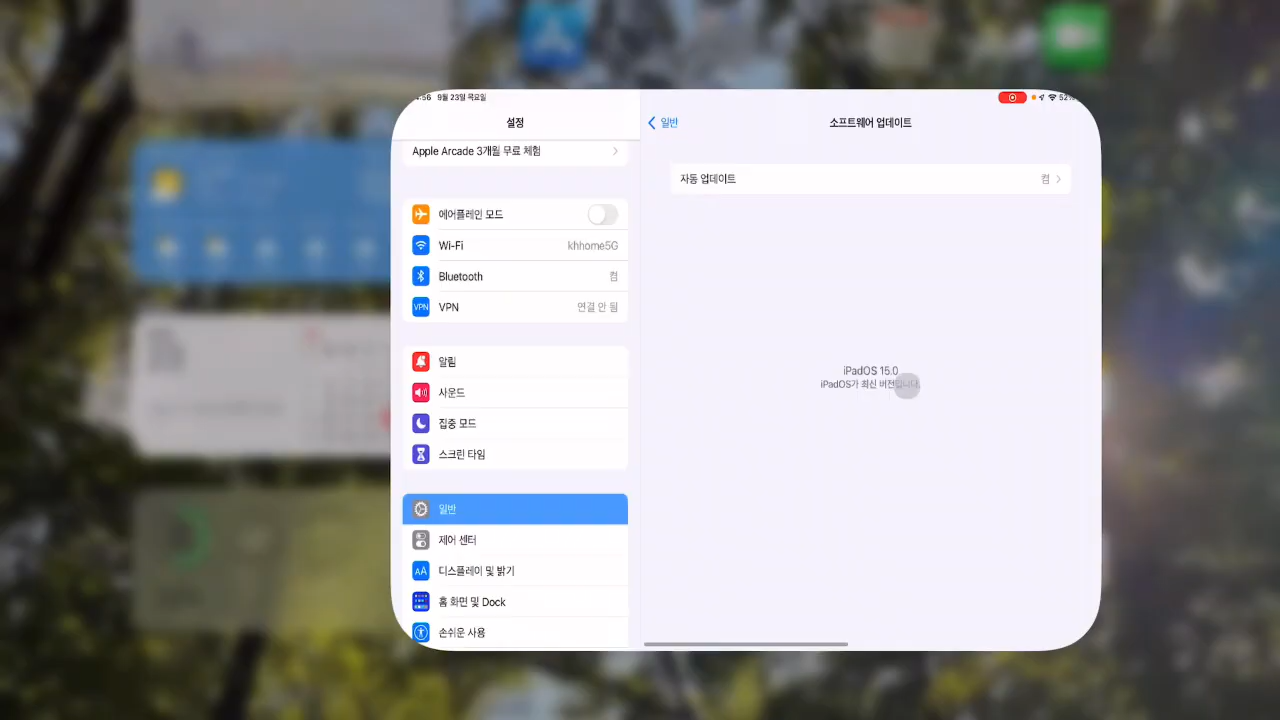 :56 9월 23일 목요일
52%
설정
Apple Arcade 3개월 무료 체험
에어플레인 모드
Wi-Fi khhome5G
Bluetooth 켬
VPN VPN 연결 안 됨
알림
사운드
집중 모드
스크린 타임
일반
제어 센터
AA 디스플레이 및 밝기
홈 화면 및 Dock
손쉬운 사용
일반
소프트웨어 업데이트
자동 업데이트 켬
iPadOS 15.0
iPadOS가 최신 버전입니다.